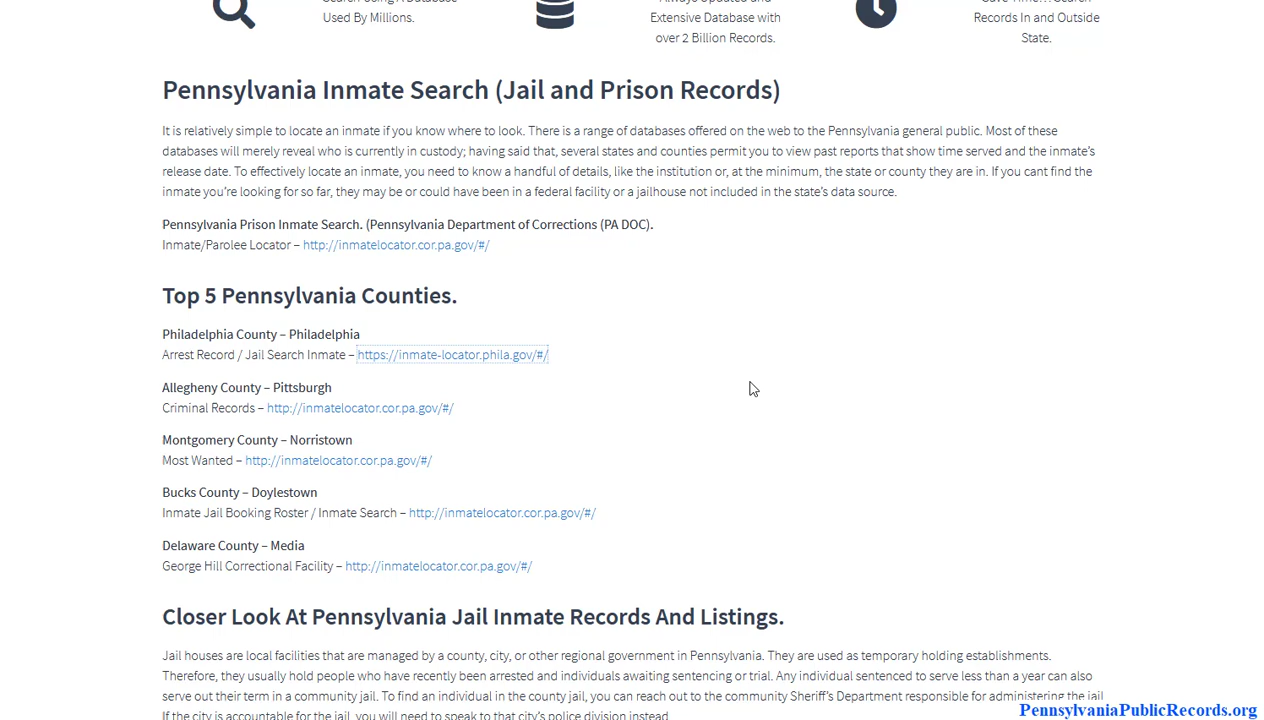 Search Using A Database
Used By Millions.
Always Updated and
Extensive Database with
over 2 Billion Records.
Save Time... Search
Records In and Outside
State.
Pennsylvania Inmate Search (Jail and Prison Records)
It is relatively simple to locate an inmate if you know where to look. There is a range of databases offered on the web to the Pennsylvania general public. Most of these
databases will merely reveal who is currently in custody; having said that, several states and counties permit you to view past reports that show time served and the inmate's
release date. To effectively locate an inmate, you need to know a handful of details, like the institution or, at the minimum, the state or county they are in. If you cant find the
inmate you're looking for so far, they may be or could have been in a federal facility or a jailhouse not included in the state's data source.
Pennsylvania Prison Inmate Search. (Pennsylvania Department of Corrections (PA DOC).
Inmate/Parolee Locator – http://inmatelocator.cor.pa.gov/#/
Top 5 Pennsylvania Counties.
Philadelphia County – Philadelphia
Arrest Record / Jail Search Inmate – https://inmate-locator.phila.gov/#/
Allegheny County – Pittsburgh
Criminal Records – http://inmatelocator.cor.pa.gov/#/
Montgomery County – Norristown
Most Wanted – http://inmatelocator.cor.pa.gov/#/
Bucks County – Doylestown
Inmate Jail Booking Roster / Inmate Search – http://inmatelocator.cor.pa.gov/#/
Delaware County – Media
George Hill Correctional Facility – http://inmatelocator.cor.pa.gov/#/
Closer Look At Pennsylvania Jail Inmate Records And Listings.
Jail houses are local facilities that are managed by a county, city, or other regional government in Pennsylvania. They are used as temporary holding establishments.
Therefore, they usually hold people who have recently been arrested and individuals awaiting sentencing or trial. Any individual sentenced to serve less than a year can also
serve out their term in a community jail. To find an individual in the county jail, you can reach out to the community Sheriff's Department responsible for administering the jail
If the city is accountable for the jail, you will need to speak to that city's police division instead
PennsylvaniaPublicRecords.org